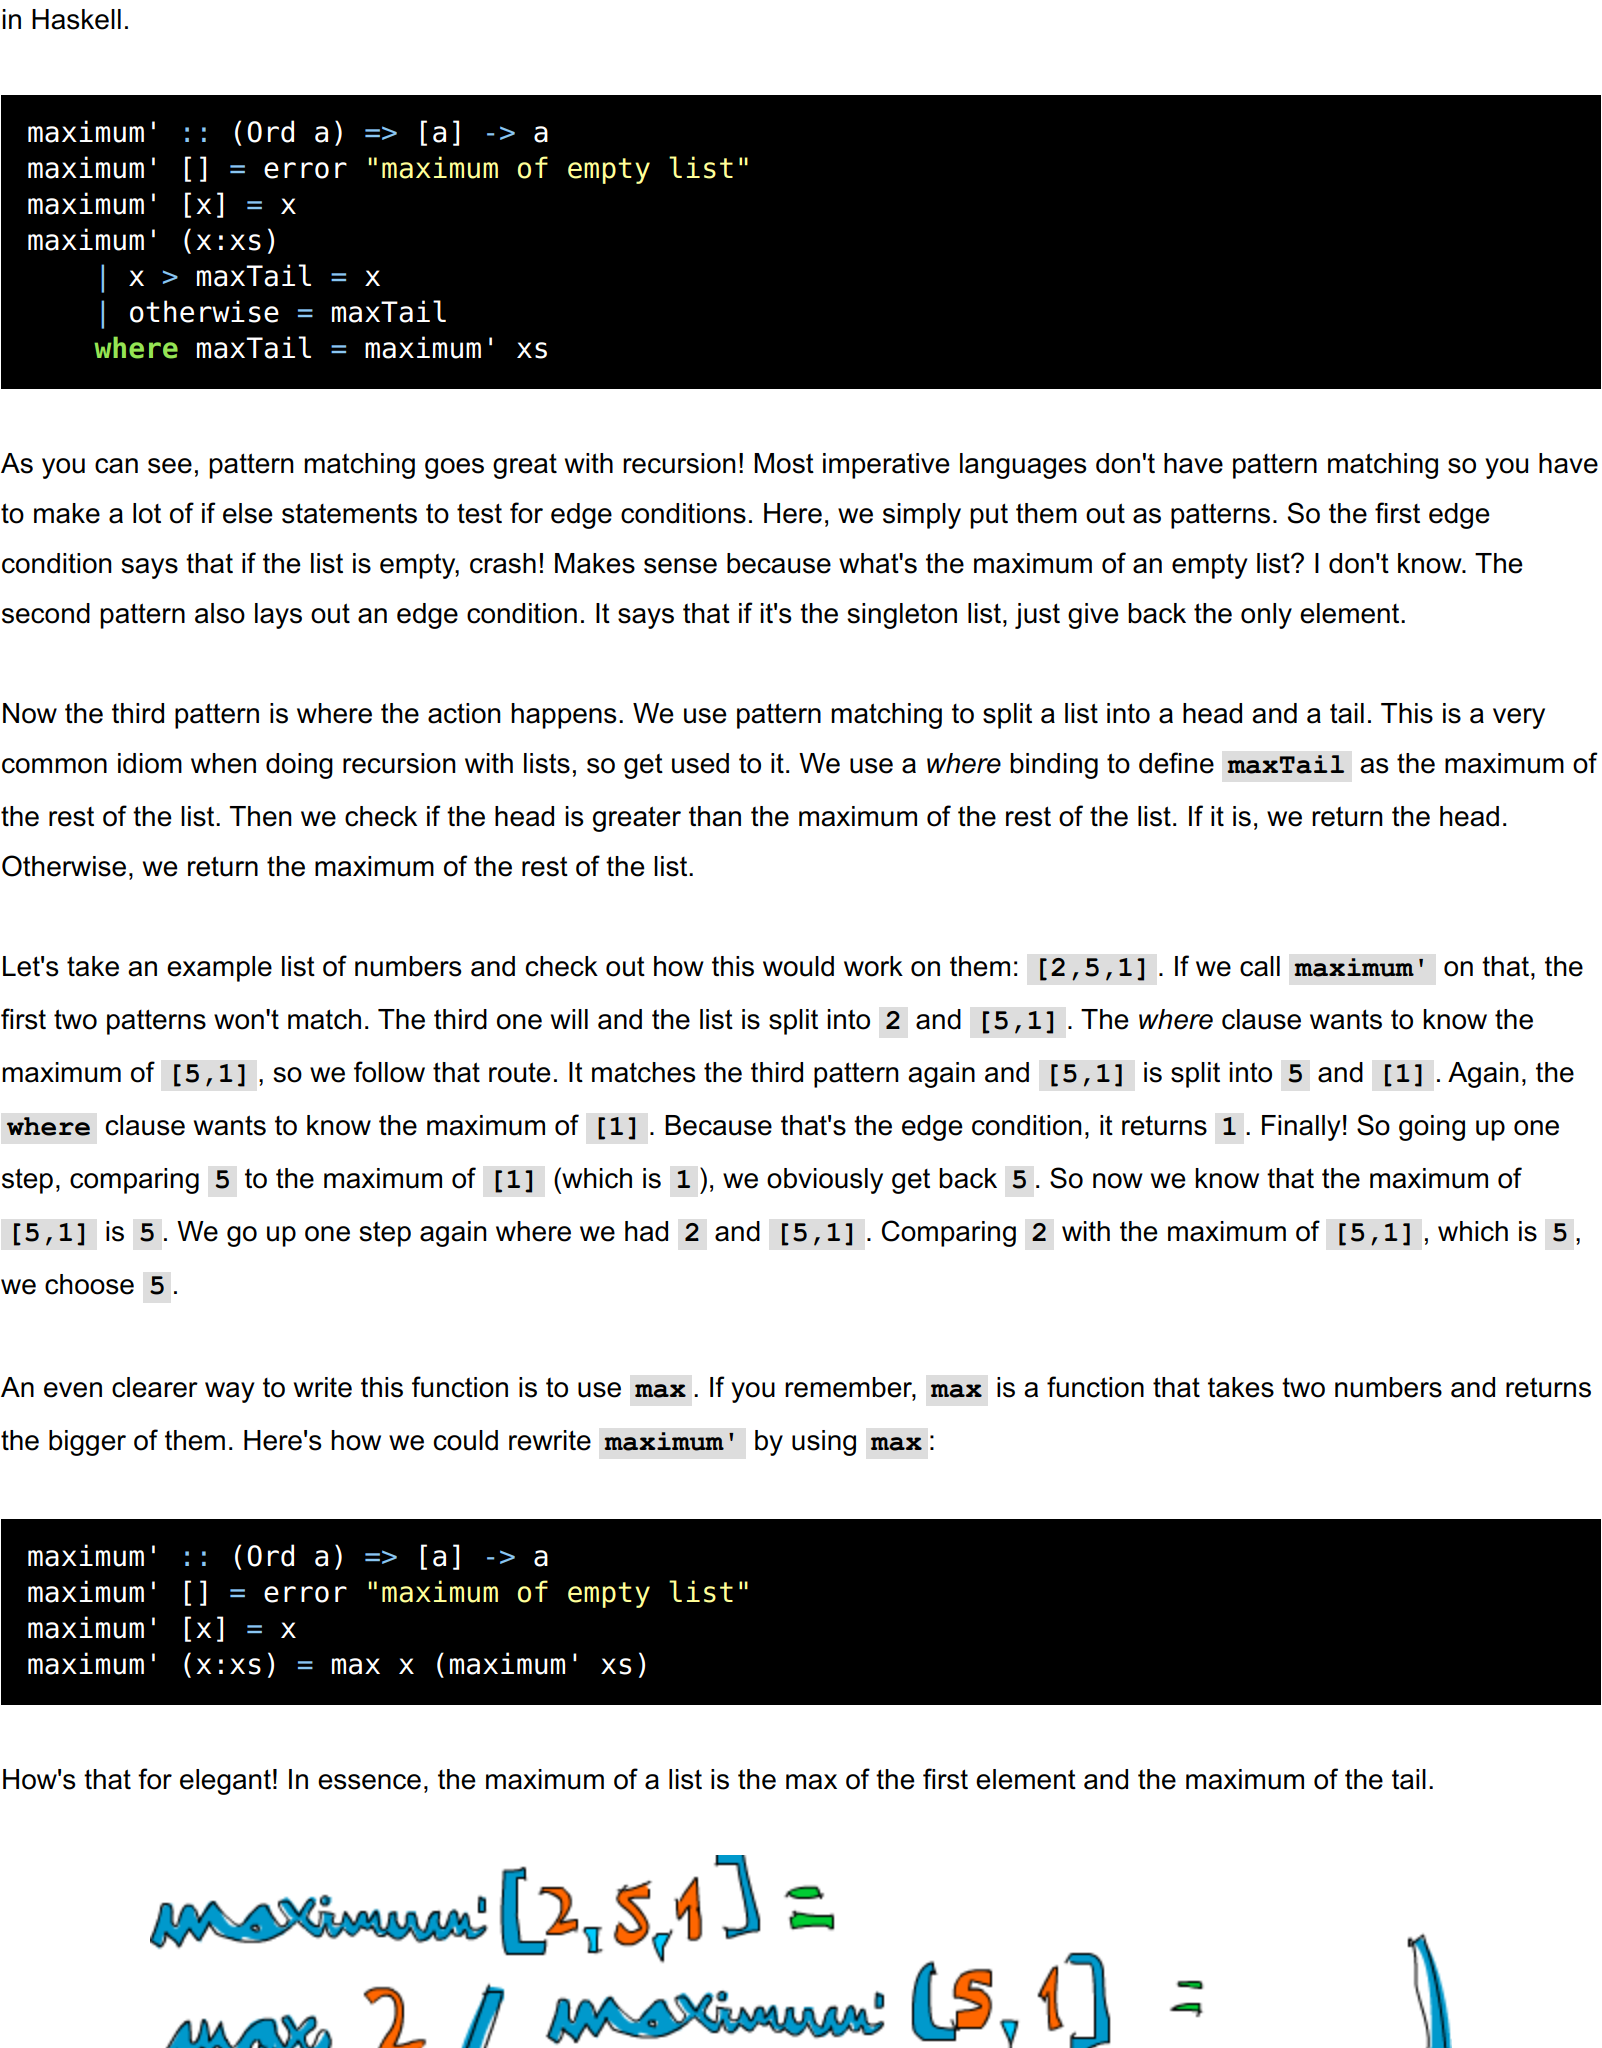 in Haskell.
maximum' :: (Ord a) => [a] -> a
maximum' [] = error "maximum of empty list"
maximum' [x] = x
maximum' (x:xs)
    | x > maxTail = x
    | otherwise = maxTail
    where maxTail = maximum' xs
As you can see, pattern matching goes great with recursion! Most imperative languages don't have pattern matching so you have
to make a lot of if else statements to test for edge conditions. Here, we simply put them out as patterns. So the first edge
condition says that if the list is empty, crash! Makes sense because what's the maximum of an empty list? I don't know. The
second pattern also lays out an edge condition. It says that if it's the singleton list, just give back the only element.
Now the third pattern is where the action happens. We use pattern matching to split a list into a head and a tail. This is a very
common idiom when doing recursion with lists, so get used to it. We use a where binding to define maxTail as the maximum of
the rest of the list. Then we check if the head is greater than the maximum of the rest of the list. If it is, we return the head.
Otherwise, we return the maximum of the rest of the list.
Let's take an example list of numbers and check out how this would work on them: [2,5,1]. If we call maximum' on that, the
first two patterns won't match. The third one will and the list is split into 2 and [5,1]. The where clause wants to know the
maximum of [5,1], so we follow that route. It matches the third pattern again and [5,1] is split into 5 and [1]. Again, the
where clause wants to know the maximum of [1]. Because that's the edge condition, it returns 1. Finally! So going up one
step, comparing 5 to the maximum of [1] (which is 1), we obviously get back 5. So now we know that the maximum of
[5,1] is 5. We go up one step again where we had 2 and [5,1]. Comparing 2 with the maximum of [5,1], which is 5,
we choose 5.
An even clearer way to write this function is to use max. If you remember, max is a function that takes two numbers and returns
the bigger of them. Here's how we could rewrite maximum' by using max:
maximum' :: (Ord a) => [a] -> a
maximum' [] = error "maximum of empty list"
maximum' [x] = x
maximum' (x:xs) = max x (maximum' xs)
How's that for elegant! In essence, the maximum of a list is the max of the first element and the maximum of the tail.
maximum' [2,5,1] =
max 2 ( maximum' [5,1] = )